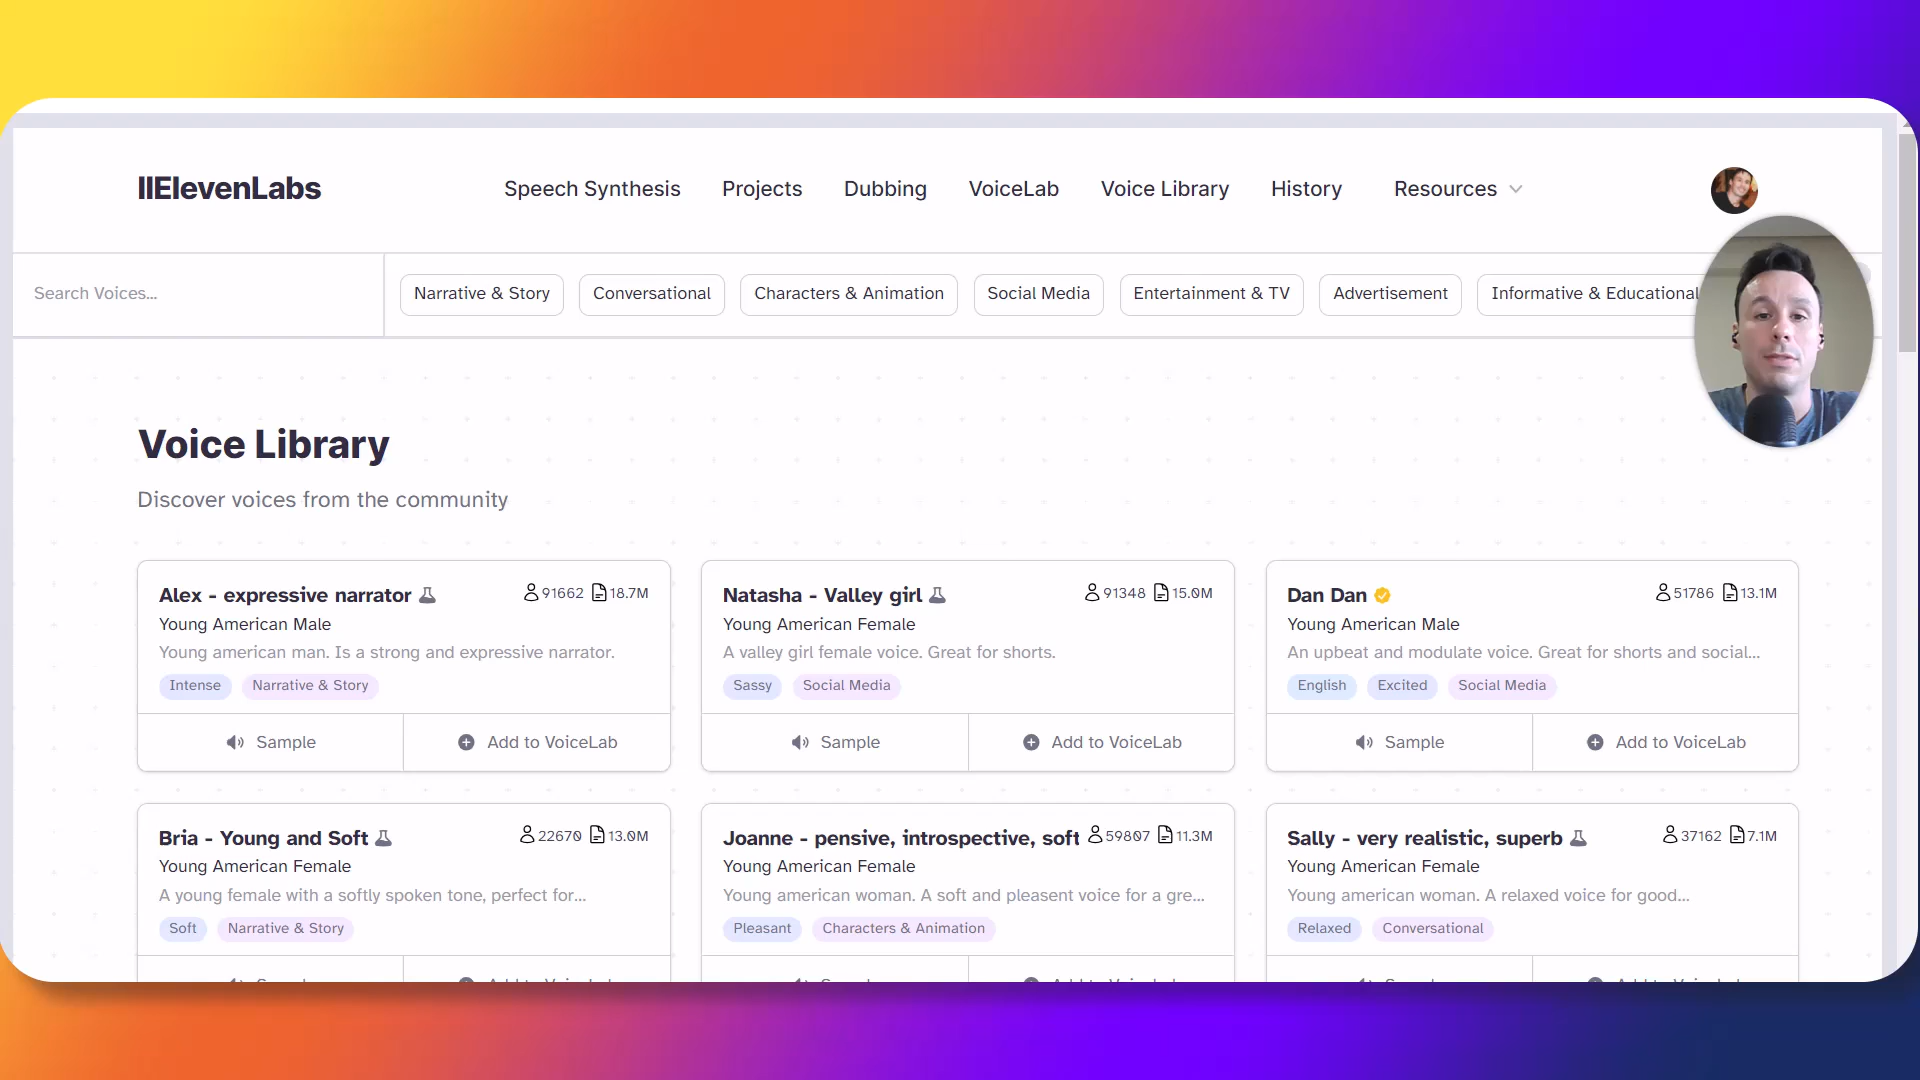 IIElevenLabs
Speech Synthesis Projects Dubbing VoiceLab Voice Library History Resources
Search Voices...
Narrative & Story Conversational Characters & Animation Social Media Entertainment & TV Advertisement Informative & Educational
Voice Library
Discover voices from the community
Alex - expressive narrator 91662 18.7M
Young American Male
Young american man. Is a strong and expressive narrator.
Intense Narrative & Story
Sample Add to VoiceLab
Natasha - Valley girl 91348 15.0M
Young American Female
A valley girl female voice. Great for shorts.
Sassy Social Media
Sample Add to VoiceLab
Dan Dan 51786 13.1M
Young American Male
An upbeat and modulate voice. Great for shorts and social...
English Excited Social Media
Sample Add to VoiceLab
Bria - Young and Soft 22670 13.0M
Young American Female
A young female with a softly spoken tone, perfect for...
Soft Narrative & Story
Joanne - pensive, introspective, soft 59807 11.3M
Young American Female
Young american woman. A soft and pleasent voice for a gre...
Pleasant Characters & Animation
Sally - very realistic, superb 37162 7.1M
Young American Female
Young american woman. A relaxed voice for good...
Relaxed Conversational